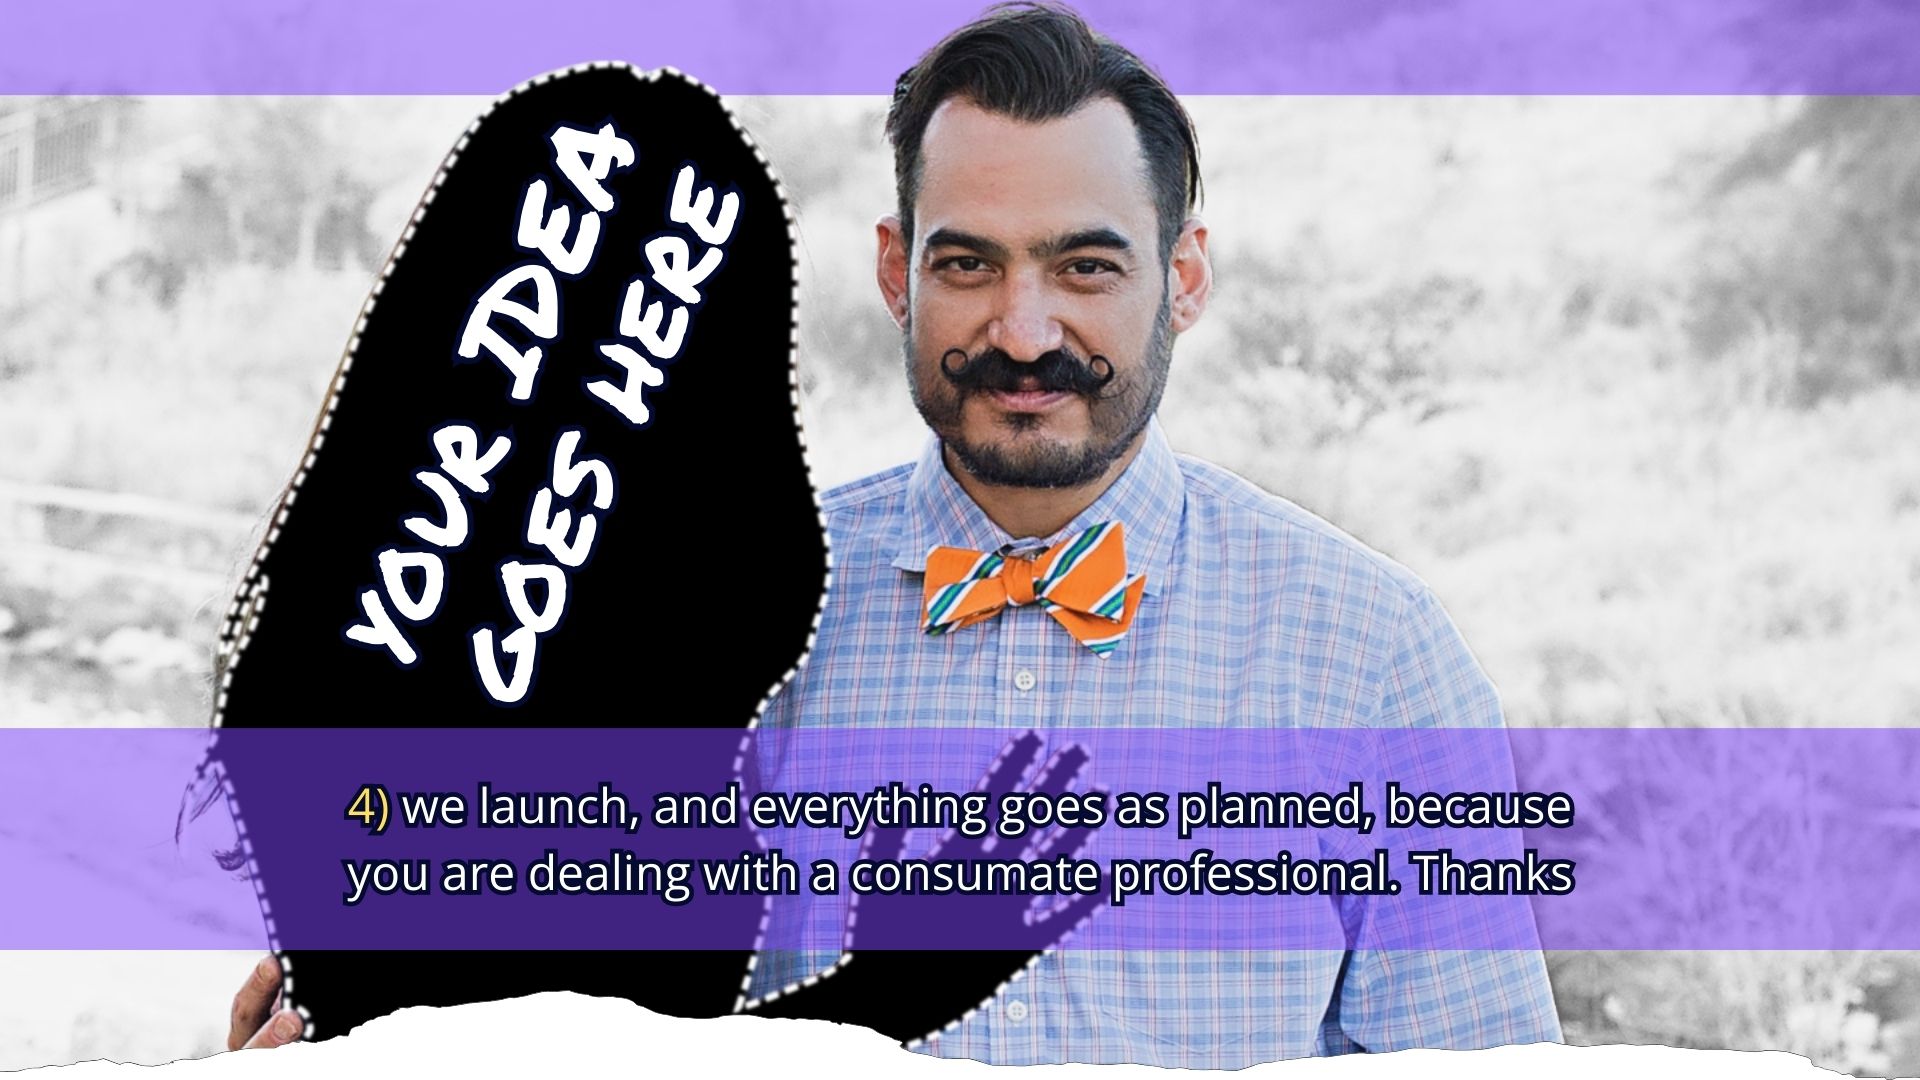 YOUR IDEA
GOES HERE
4) we launch, and everything goes as planned, because
you are dealing with a consumate professional. Thanks